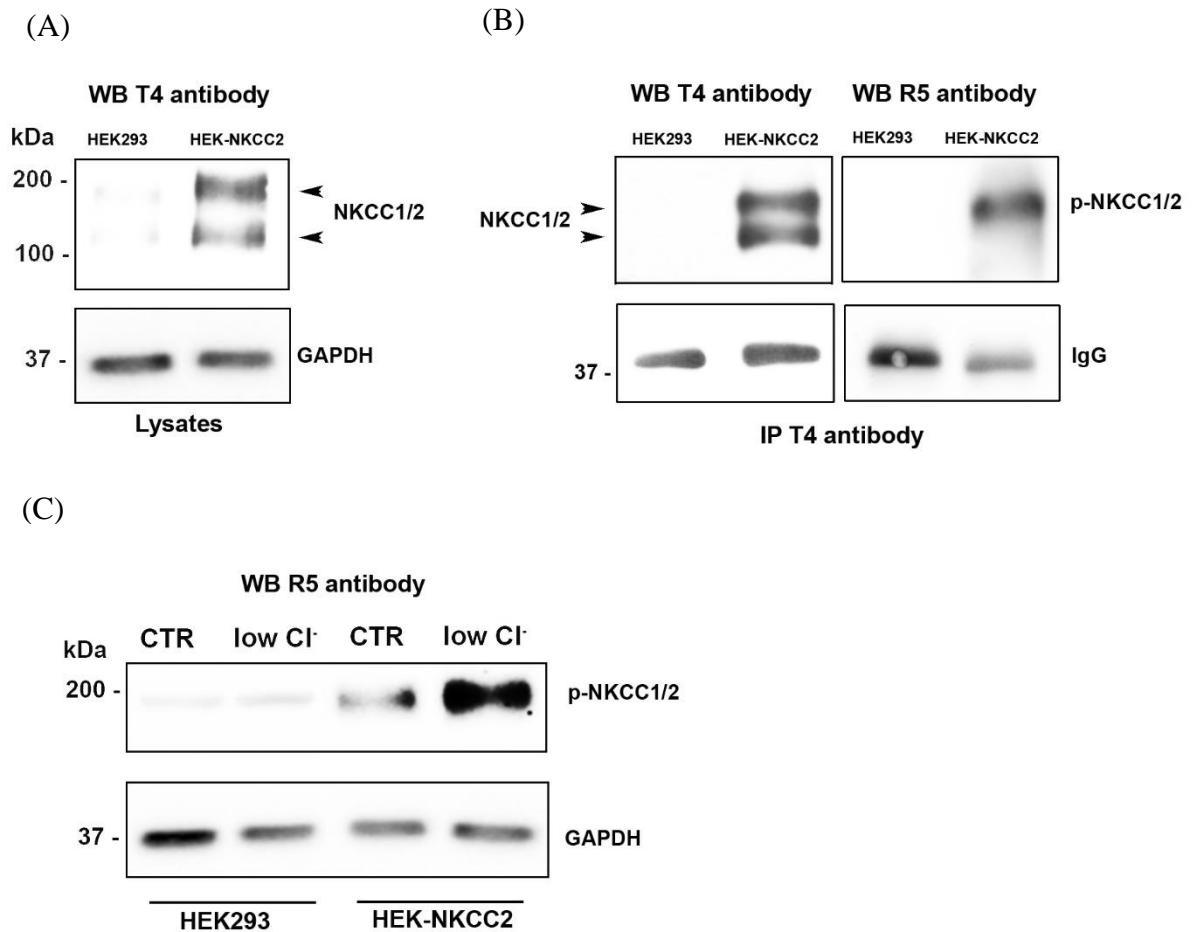 (A)
WB T4 antibody
kDa HEK293 HEK-NKCC2
200 -
NKCC1/2
100 -
37 - GAPDH
Lysates
(B)
WB T4 antibody WB R5 antibody
HEK293 HEK-NKCC2 HEK293 HEK-NKCC2
NKCC1/2 p-NKCC1/2
37 - IgG
IP T4 antibody
(C)
WB R5 antibody
kDa CTR low Cl- CTR low Cl-
200 - p-NKCC1/2
37 - GAPDH
HEK293 HEK-NKCC2